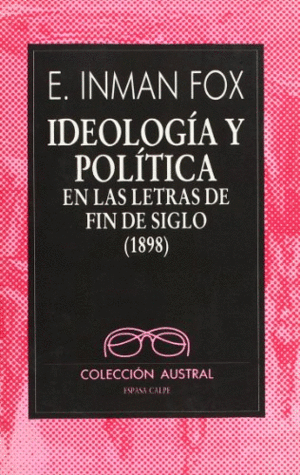 E. INMAN FOX
IDEOLOGÍA Y
POLÍTICA
EN LAS LETRAS DE
FIN DE SIGLO
(1898)
COLECCIÓN AUSTRAL
ESPASA CALPE